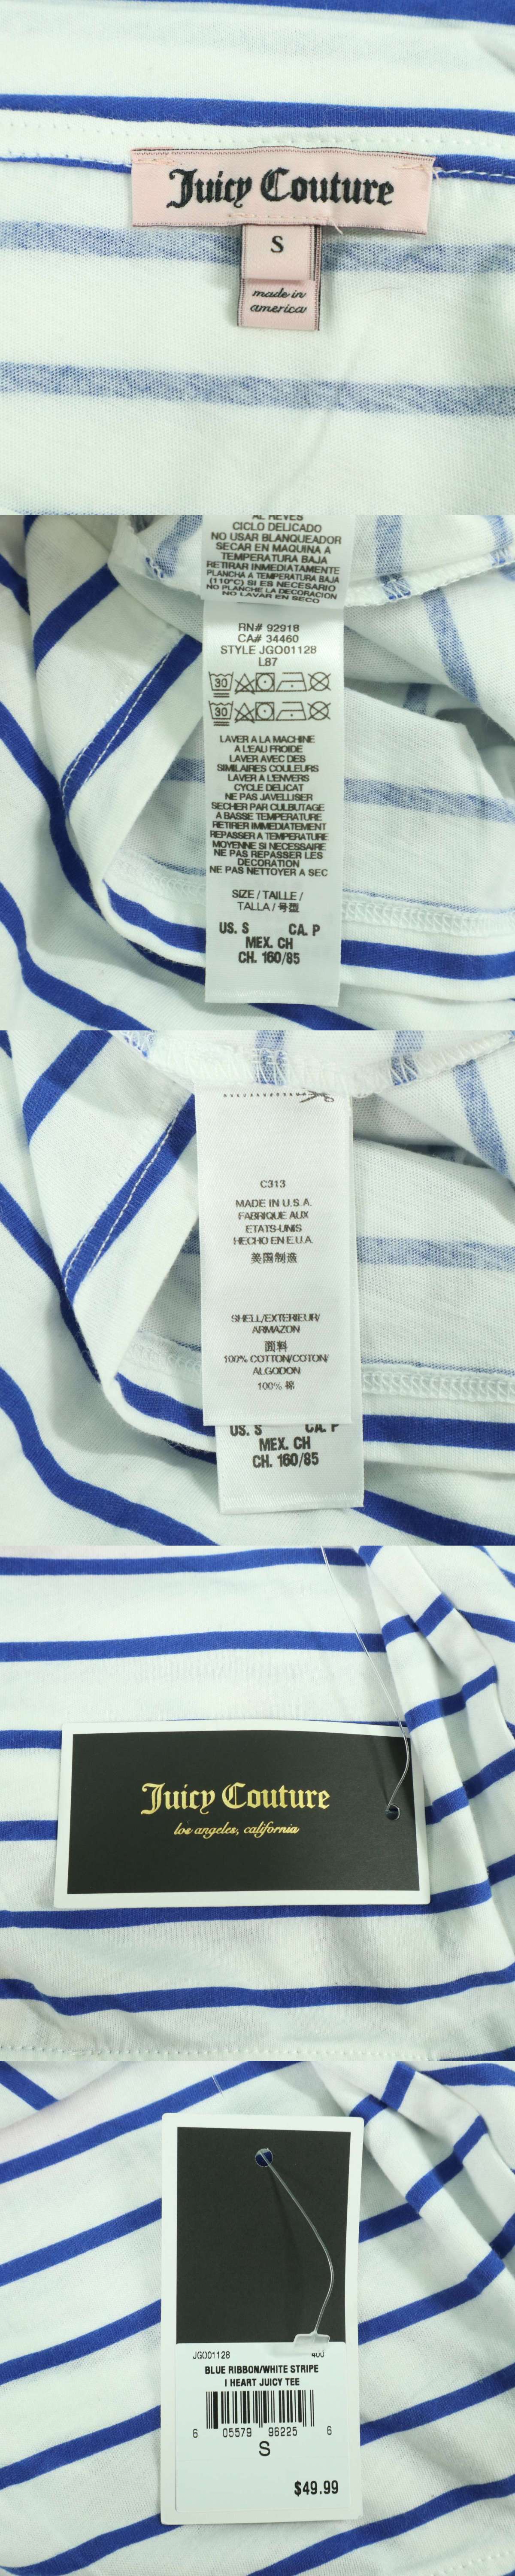 Juicy Couture
S
made in
america
AL REVES
CICLO DELICADO
NO USAR BLANQUEADOR
SECAR EN MAQUINA A
TEMPERATURA BAJA
RETIRAR INMEDIATAMENTE
PLANCHA A TEMPERATURA BAJA
(110°C) SI ES NECESARIO
NO PLANCHE LA DECORACION
NO LAVAR EN SECO
RN# 92918
CA# 34460
STYLE JGO01128
L87
30
30
LAVER A LA MACHINE
A L'EAU FROIDE
LAVER AVEC DES
SIMILAIRES COULEURS
LAVER A L'ENVERS
CYCLE DELICAT
NE PAS JAVELLISER
SECHER PAR CULBUTAGE
A BASSE TEMPERATURE
RETIRER IMMEDIATEMENT
REPASSER A TEMPERATURE
MOYENNE SI NECESSAIRE
NE PAS REPASSER LES
DECORATION
NE PAS NETTOYER A SEC
SIZE / TAILLE /
TALLA / 号型
US. S CA. P
MEX. CH
CH. 160/85
C313
MADE IN U.S.A.
FABRIQUE AUX
ETATS-UNIS
HECHO EN E.U.A.
美国制造
SHELL/EXTERIEUR/
ARMAZON
面料
100% COTTON/COTON/
ALGODON
100% 棉
US. S CA. P
MEX. CH
CH. 160/85
Juicy Couture
los angeles, california
JGO01128 400
BLUE RIBBON/WHITE STRIPE
I HEART JUICY TEE
6 05579 96225 6
S
$49.99